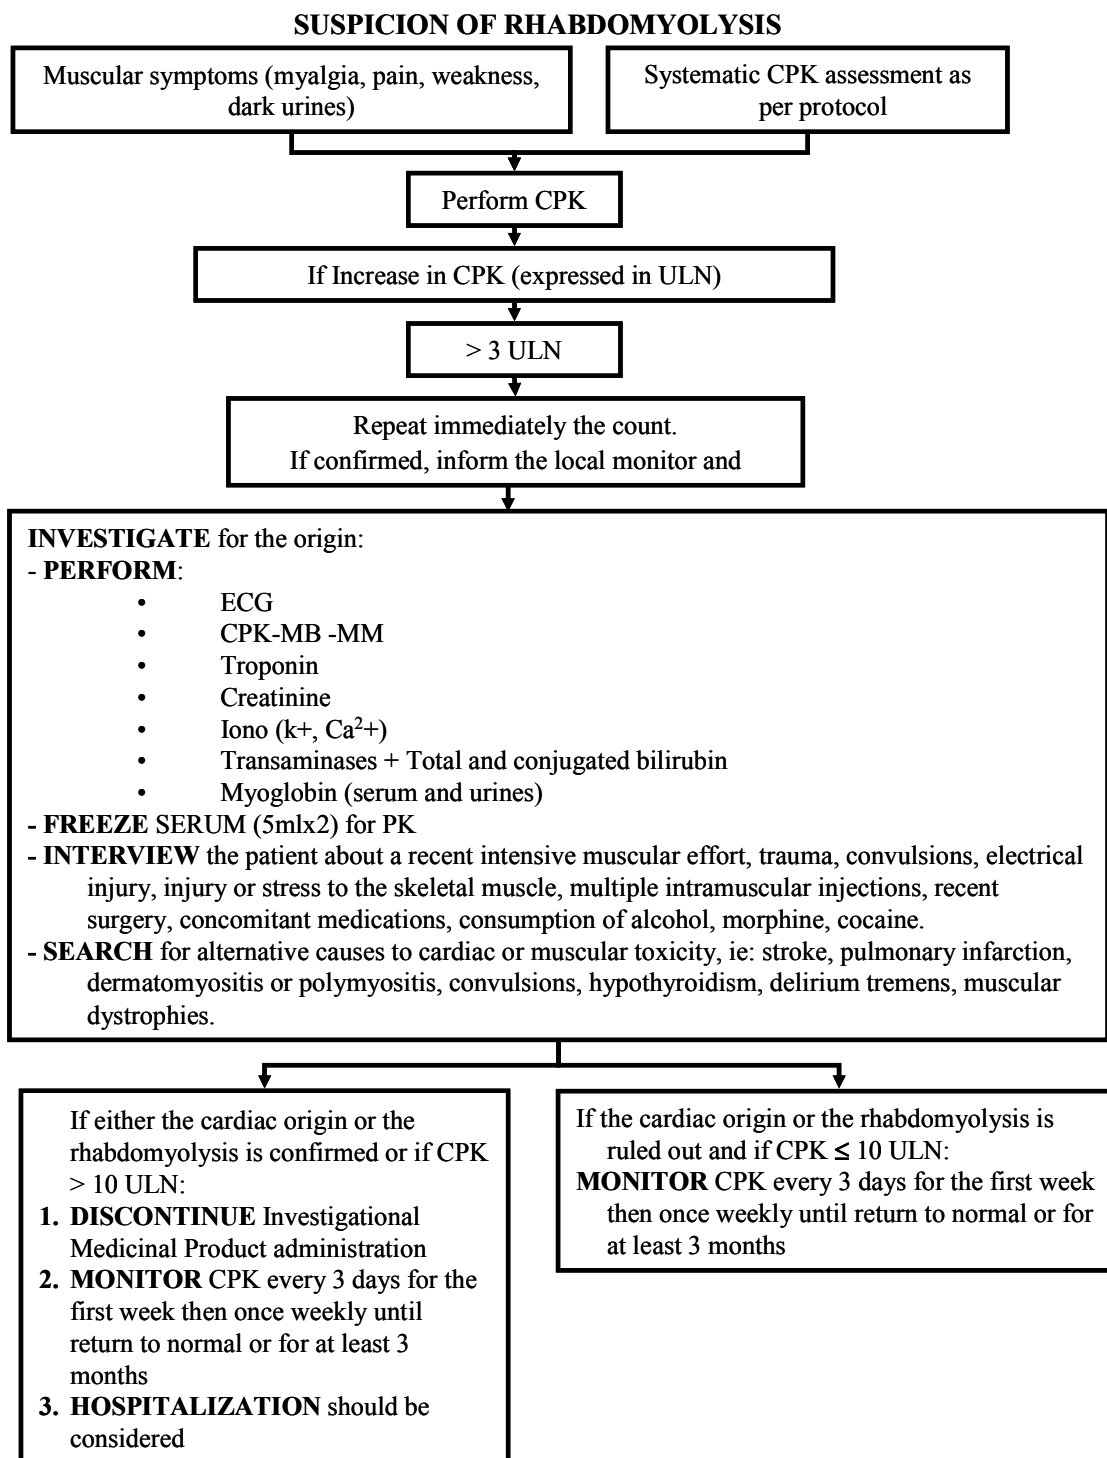 SUSPICION OF RHABDOMYOLYSIS
Muscular symptoms (myalgia, pain, weakness,
dark urines)
Systematic CPK assessment as
per protocol
Perform CPK
If Increase in CPK (expressed in ULN)
> 3 ULN
Repeat immediately the count.
If confirmed, inform the local monitor and
INVESTIGATE for the origin:
- PERFORM:
• ECG
• CPK-MB -MM
• Troponin
• Creatinine
• Iono (k+, Ca²+)
• Transaminases + Total and conjugated bilirubin
• Myoglobin (serum and urines)
- FREEZE SERUM (5mlx2) for PK
- INTERVIEW the patient about a recent intensive muscular effort, trauma, convulsions, electrical
injury, injury or stress to the skeletal muscle, multiple intramuscular injections, recent
surgery, concomitant medications, consumption of alcohol, morphine, cocaine.
- SEARCH for alternative causes to cardiac or muscular toxicity, ie: stroke, pulmonary infarction,
dermatomyositis or polymyositis, convulsions, hypothyroidism, delirium tremens, muscular
dystrophies.
If either the cardiac origin or the
rhabdomyolysis is confirmed or if CPK
> 10 ULN:
1. DISCONTINUE Investigational
Medicinal Product administration
2. MONITOR CPK every 3 days for the
first week then once weekly until
return to normal or for at least 3
months
3. HOSPITALIZATION should be
considered
If the cardiac origin or the rhabdomyolysis is
ruled out and if CPK ≤ 10 ULN:
MONITOR CPK every 3 days for the first week
then once weekly until return to normal or for
at least 3 months